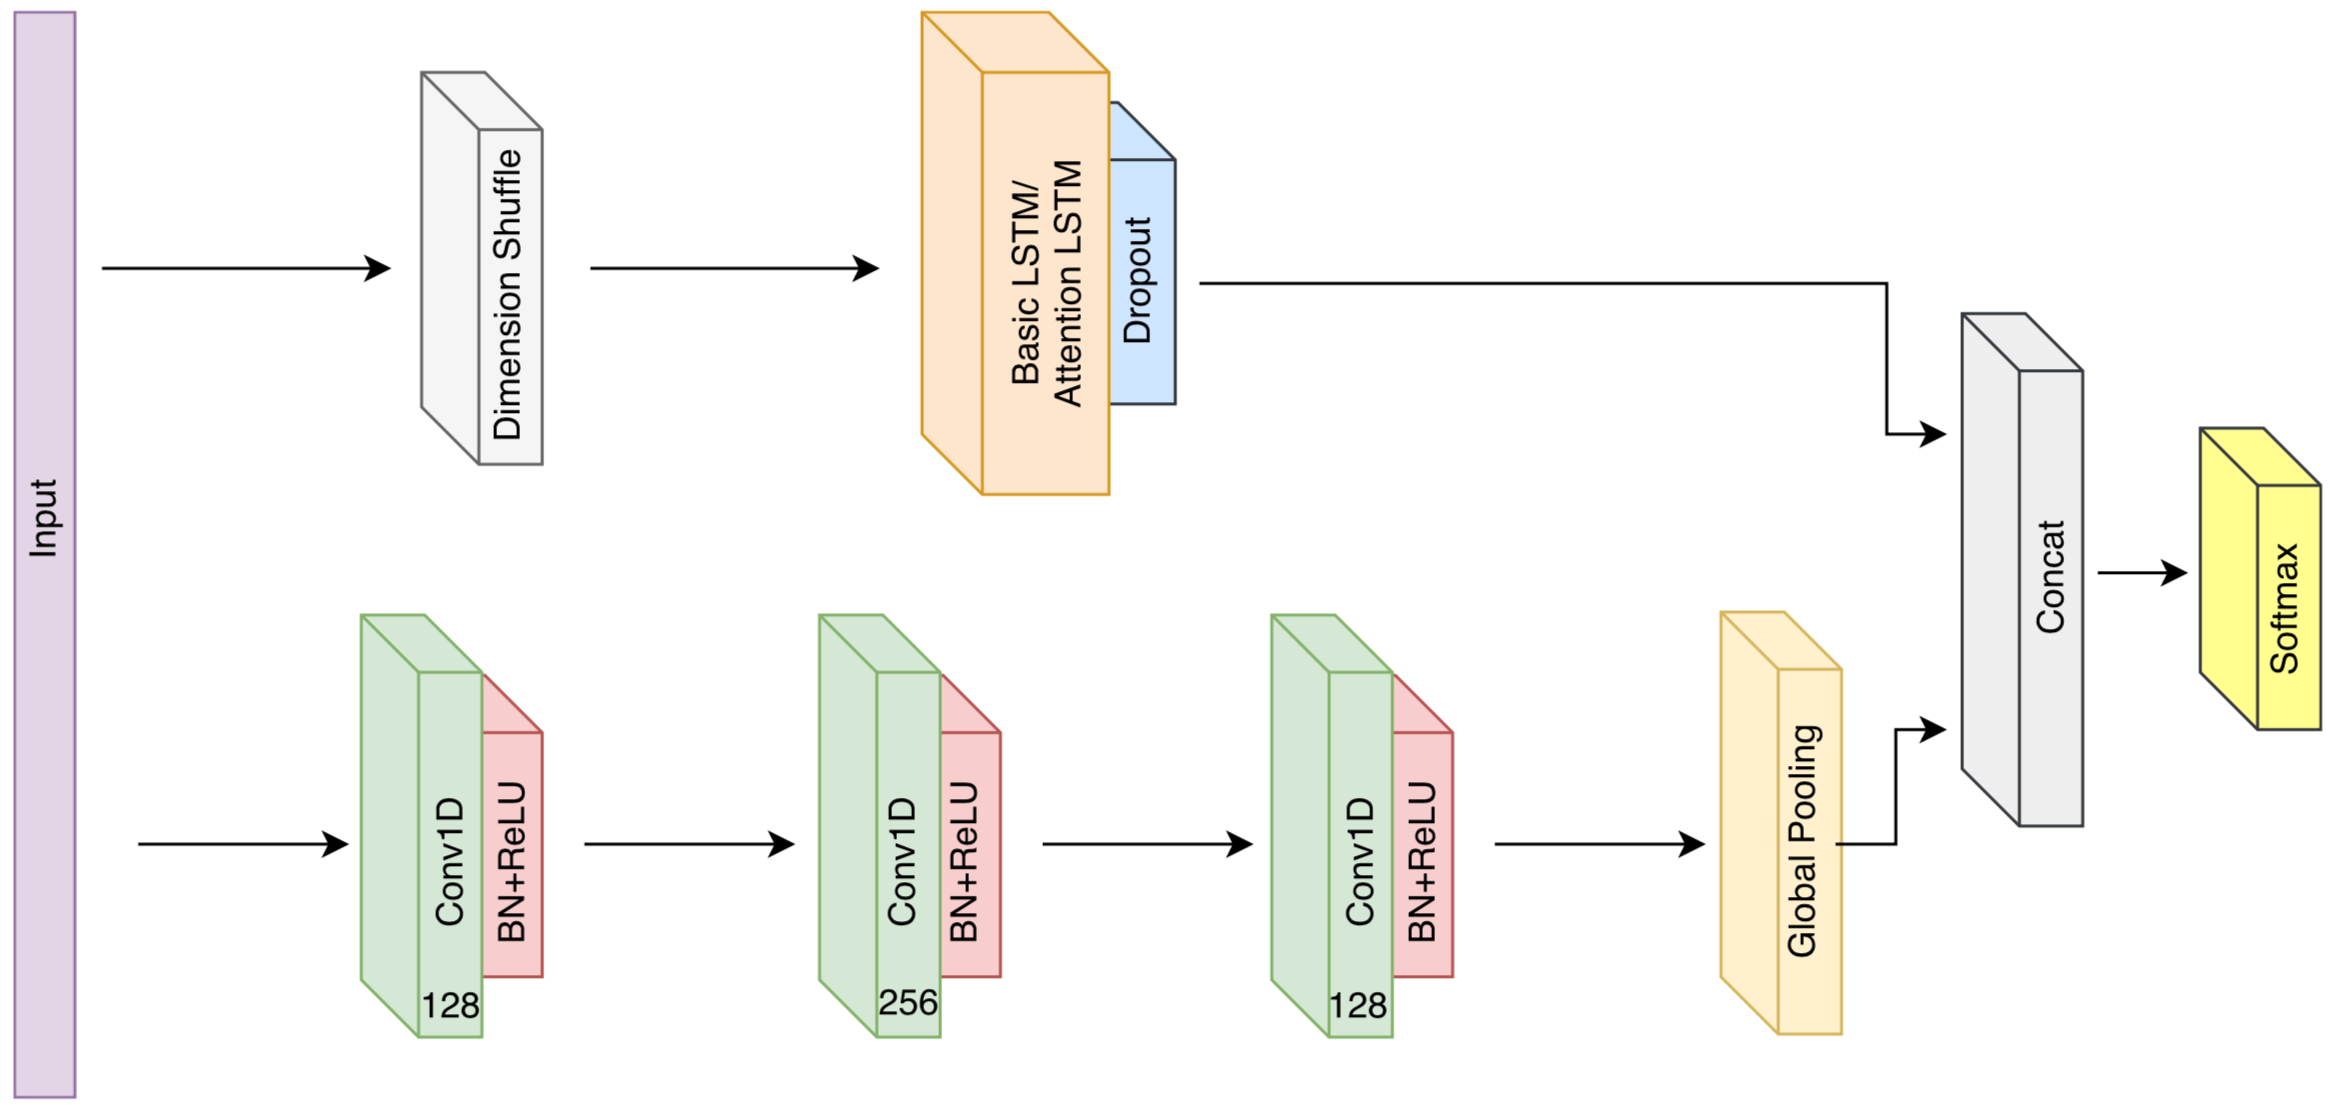 Input
Dimension Shuffle
Basic LSTM/
Attention LSTM
Dropout
Conv1D
128
BN+ReLU
Conv1D
256
BN+ReLU
Conv1D
128
BN+ReLU
Global Pooling
Concat
Softmax